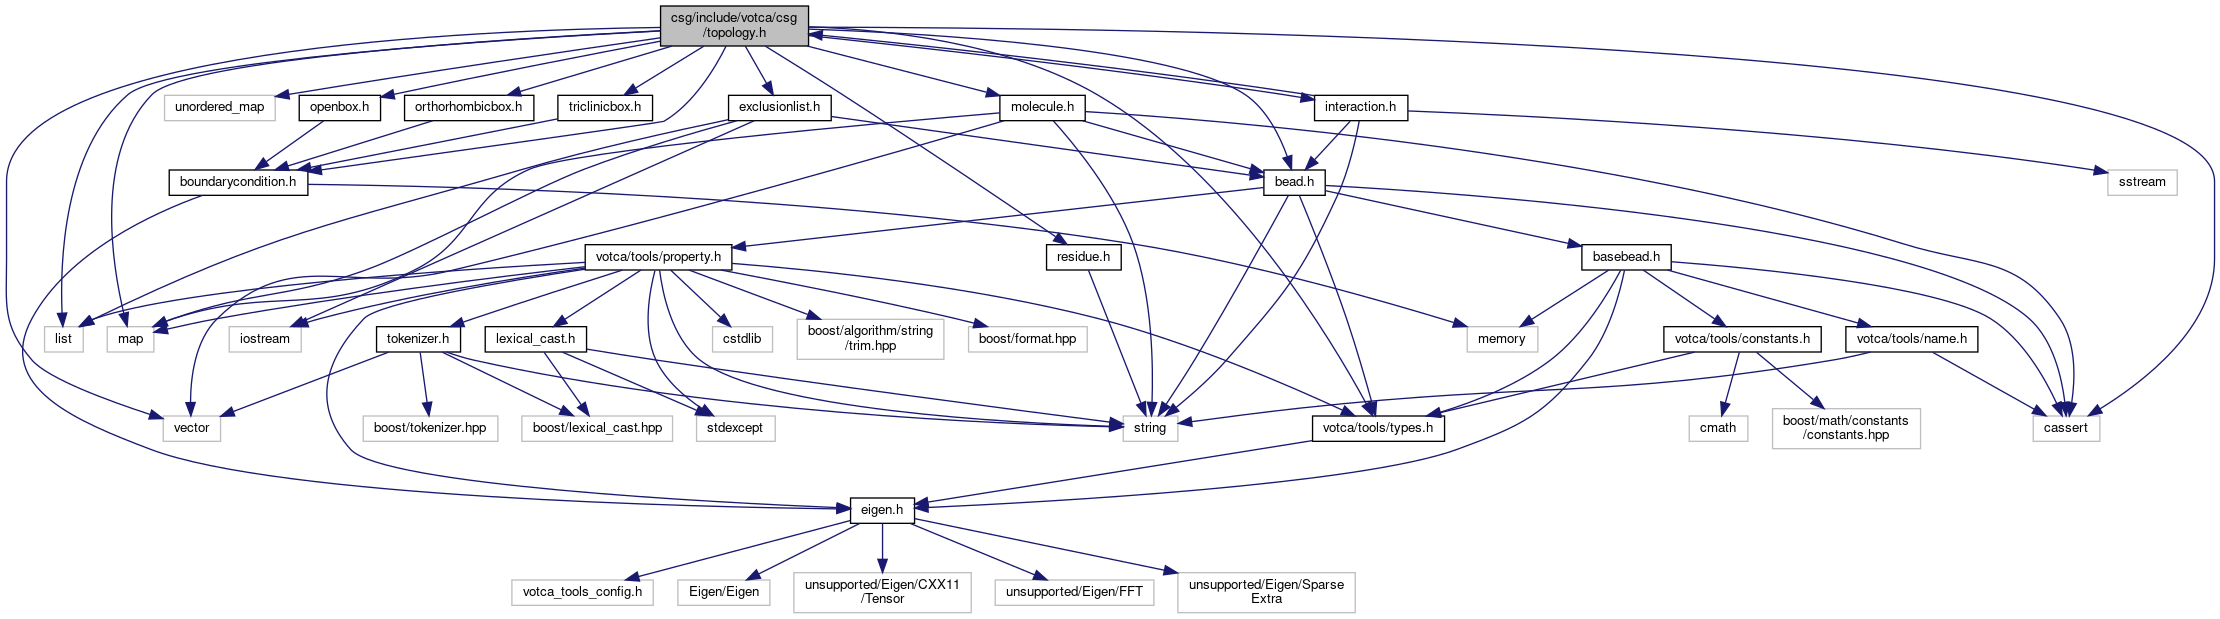 csg/include/votca/csg
/topology.h
unordered_map
openbox.h
orthorhombicbox.h
triclinicbox.h
exclusionlist.h
molecule.h
interaction.h
boundarycondition.h
bead.h
sstream
votca/tools/property.h
residue.h
basebead.h
list
map
iostream
tokenizer.h
lexical_cast.h
cstdlib
boost/algorithm/string
/trim.hpp
boost/format.hpp
memory
votca/tools/constants.h
votca/tools/name.h
vector
boost/tokenizer.hpp
boost/lexical_cast.hpp
stdexcept
string
votca/tools/types.h
cmath
boost/math/constants
/constants.hpp
cassert
eigen.h
votca_tools_config.h
Eigen/Eigen
unsupported/Eigen/CXX11
/Tensor
unsupported/Eigen/FFT
unsupported/Eigen/Sparse
Extra